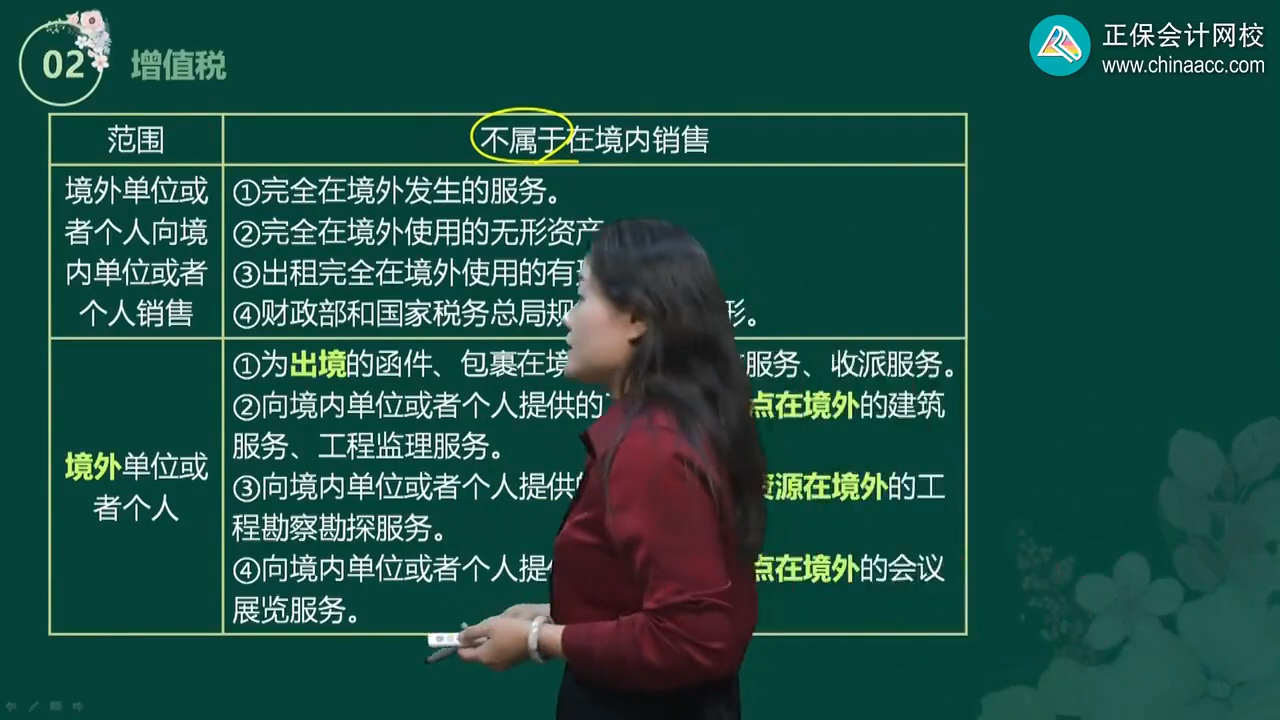 02 增值税
正保会计网校
www.chinaacc.com
范围
不属于在境内销售
境外单位或
者个人向境
内单位或者
个人销售
①完全在境外发生的服务。
②完全在境外使用的无形资产
③出租完全在境外使用的有
④财政部和国家税务总局规 形。
境外单位或
者个人
①为出境的函件、包裹在境 服务、收派服务。
②向境内单位或者个人提供的 点在境外的建筑
服务、工程监理服务。
③向境内单位或者个人提供 资源在境外的工
程勘察勘探服务。
④向境内单位或者个人提 点在境外的会议
展览服务。